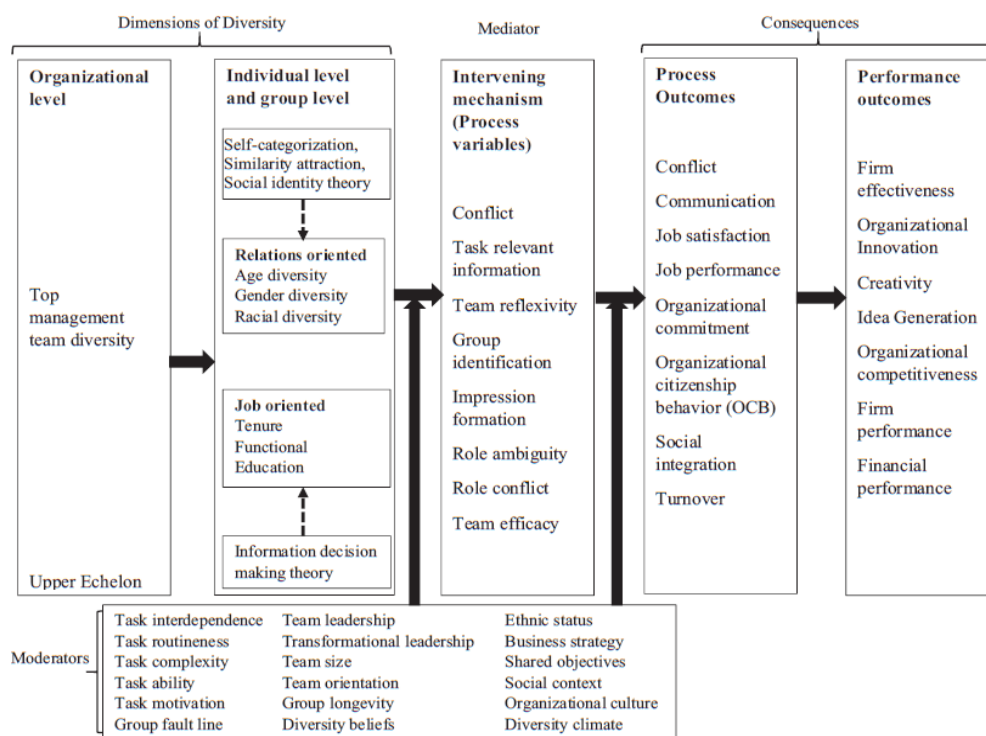 Dimensions of Diversity
Mediator
Consequences
Organizational
level
Top
management
team diversity
Upper Echelon
Individual level
and group level
Self-categorization,
Similarity attraction,
Social identity theory
Relations oriented
Age diversity
Gender diversity
Racial diversity
Job oriented
Tenure
Functional
Education
Information decision
making theory
Intervening
mechanism
(Process
variables)
Conflict
Task relevant
information
Team reflexivity
Group
identification
Impression
formation
Role ambiguity
Role conflict
Team efficacy
Process
Outcomes
Conflict
Communication
Job satisfaction
Job performance
Organizational
commitment
Organizational
citizenship
behavior (OCB)
Social
integration
Turnover
Performance
outcomes
Firm
effectiveness
Organizational
Innovation
Creativity
Idea Generation
Organizational
competitiveness
Firm
performance
Financial
performance
Moderators
Task interdependence
Task routineness
Task complexity
Task ability
Task motivation
Group fault line
Team leadership
Transformational leadership
Team size
Team orientation
Group longevity
Diversity beliefs
Ethnic status
Business strategy
Shared objectives
Social context
Organizational culture
Diversity climate